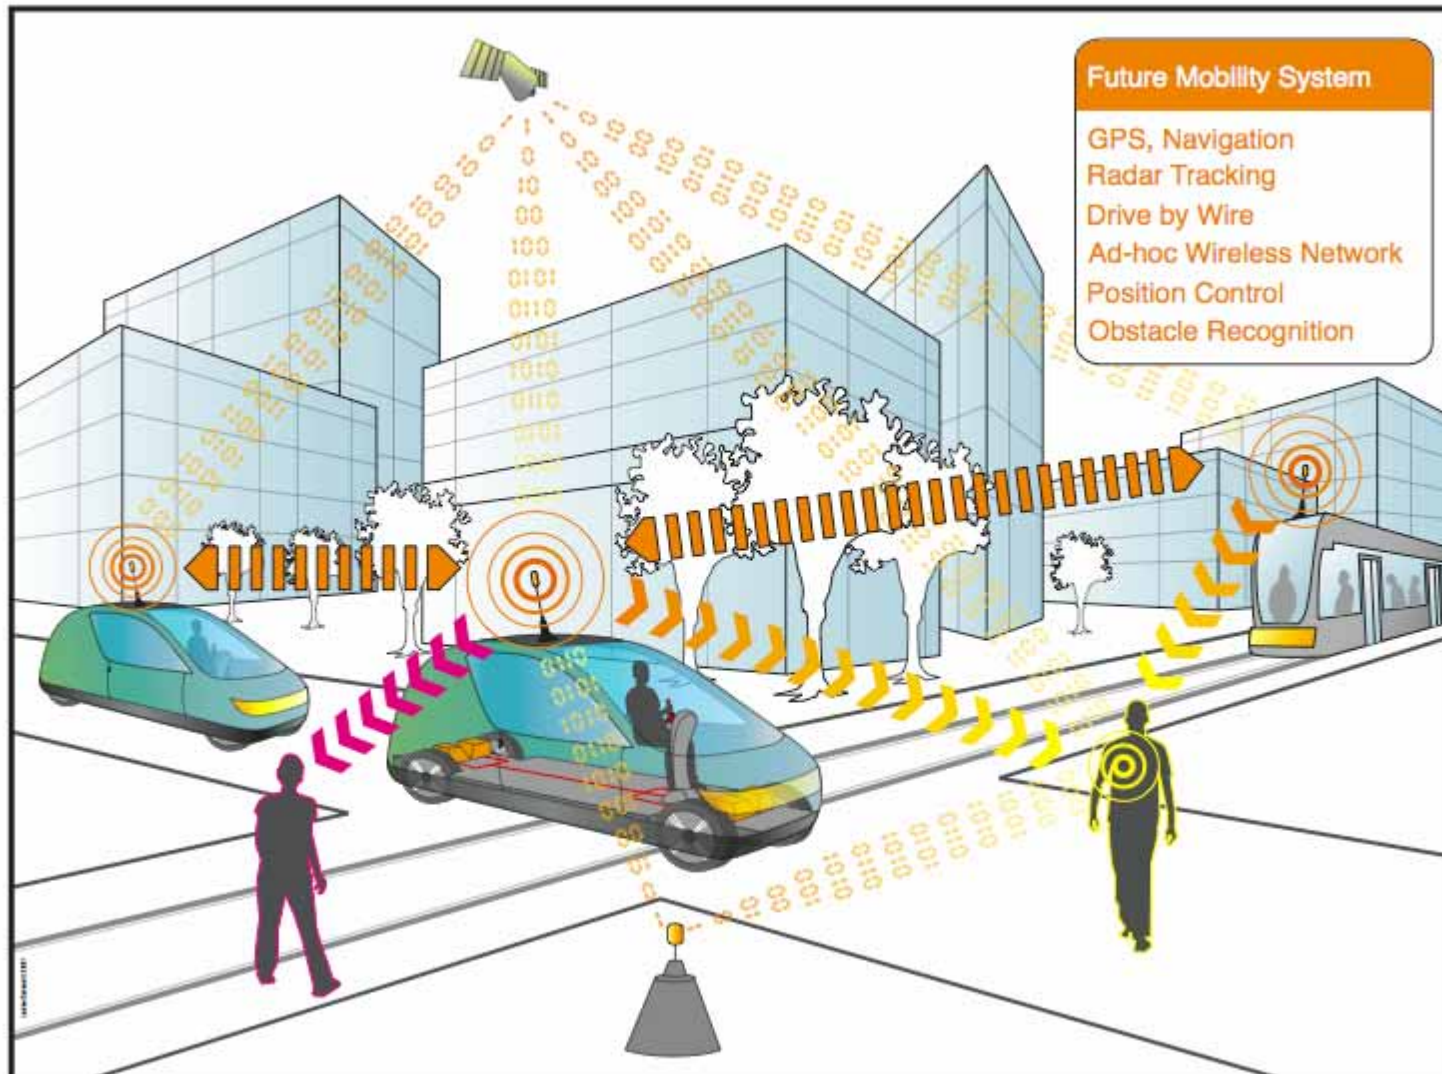 Future Mobility System
GPS, Navigation
Radar Tracking
Drive by Wire
Ad-hoc Wireless Network
Position Control
Obstacle Recognition